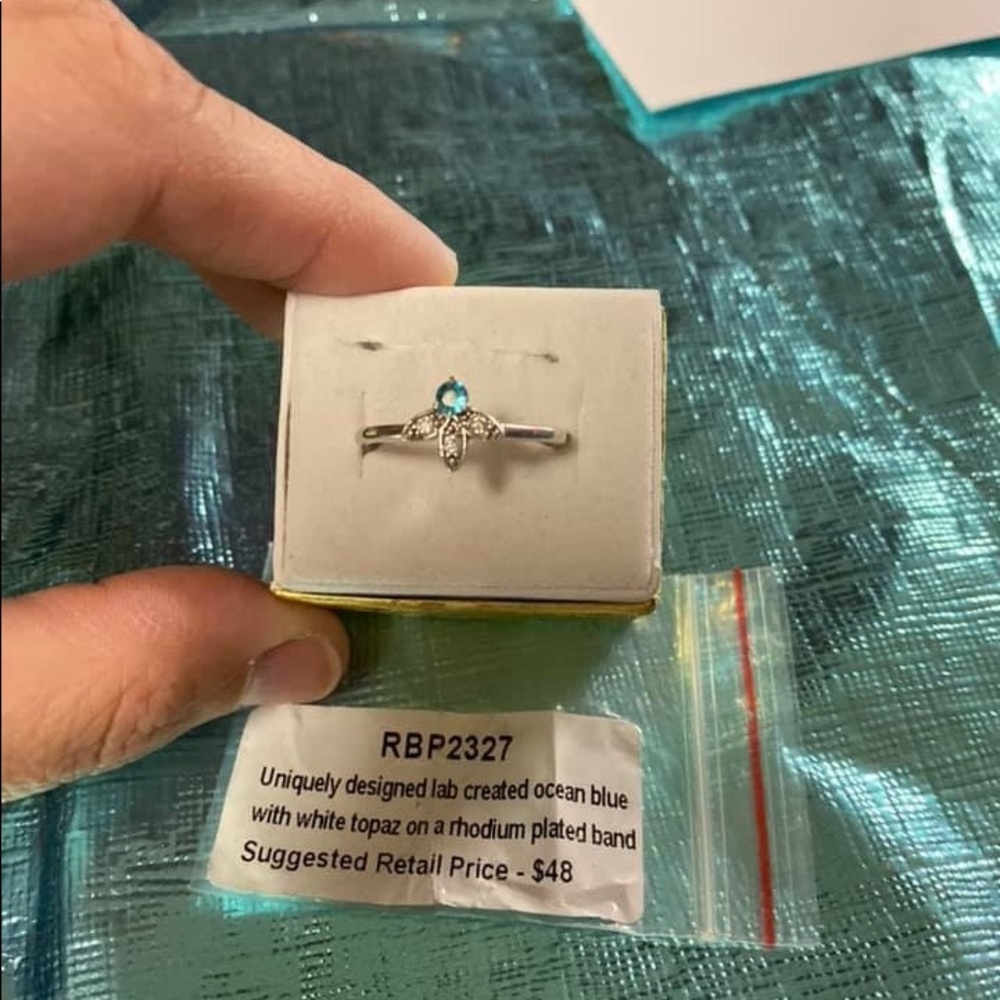 RBP2327
Uniquely designed lab created ocean blue
with white topaz on a rhodium plated band
Suggested Retail Price - $48